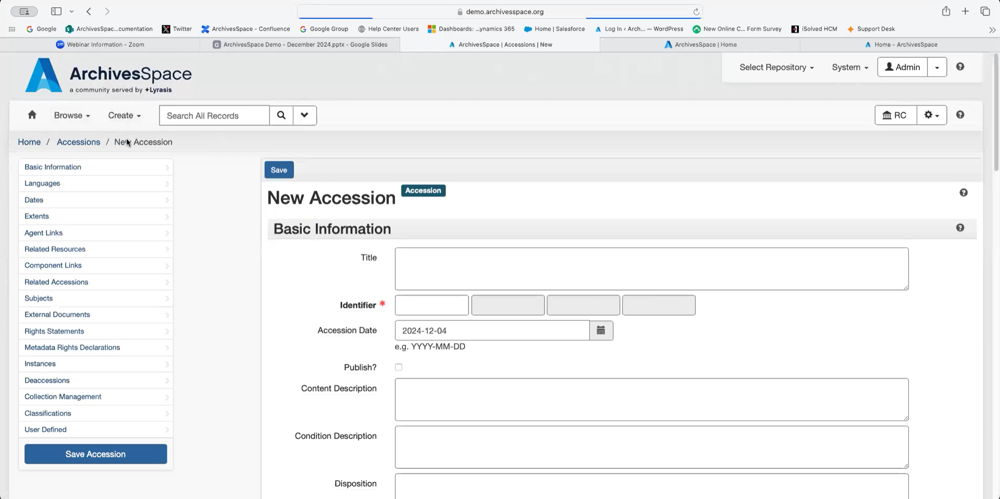 demo.archivesspace.org
Google
ArchivesSpac...cumentation
Twitter
ArchivesSpace - Confluence
Google Group
Help Center Users
Dashboards: ...ynamics 365
Home | Salesforce
Log In ‹ Arch... — WordPress
New Online C... Form Survey
iSolved HCM
Support Desk
zm Webinar Information - Zoom
ArchivesSpace Demo - December 2024.pptx - Google Slides
ArchivesSpace | Accessions | New
ArchivesSpace | Home
Home - ArchivesSpace
ArchivesSpace
a community served by Lyrasis
Select Repository
System
Admin
Browse
Create
Search All Records
RC
Home / Accessions / New Accession
Basic Information
Languages
Dates
Extents
Agent Links
Related Resources
Component Links
Related Accessions
Subjects
External Documents
Rights Statements
Metadata Rights Declarations
Instances
Deaccessions
Collection Management
Classifications
User Defined
Save Accession
Save
New Accession
Accession
Basic Information
Title
Identifier *
Accession Date
2024-12-04
e.g. YYYY-MM-DD
Publish?
Content Description
Condition Description
Disposition